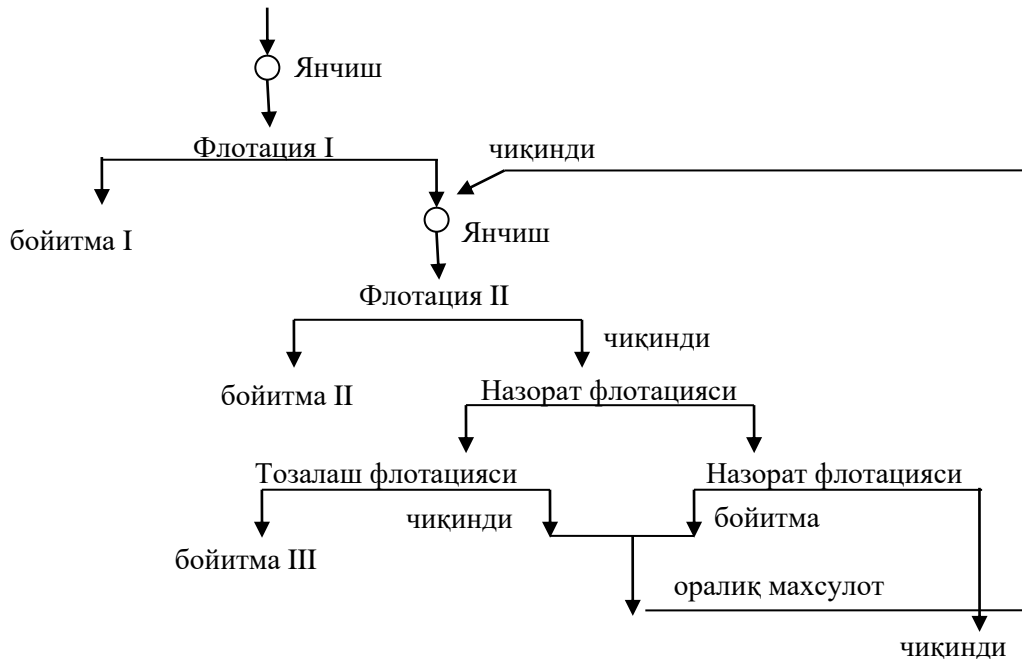 Янчиш
Флотация I
чиқинди
бойитма I
Янчиш
Флотация II
чиқинди
бойитма II
Назорат флотацияси
Тозалаш флотацияси
Назорат флотацияси
чиқинди
бойитма
бойитма III
оралиқ махсулот
чиқинди